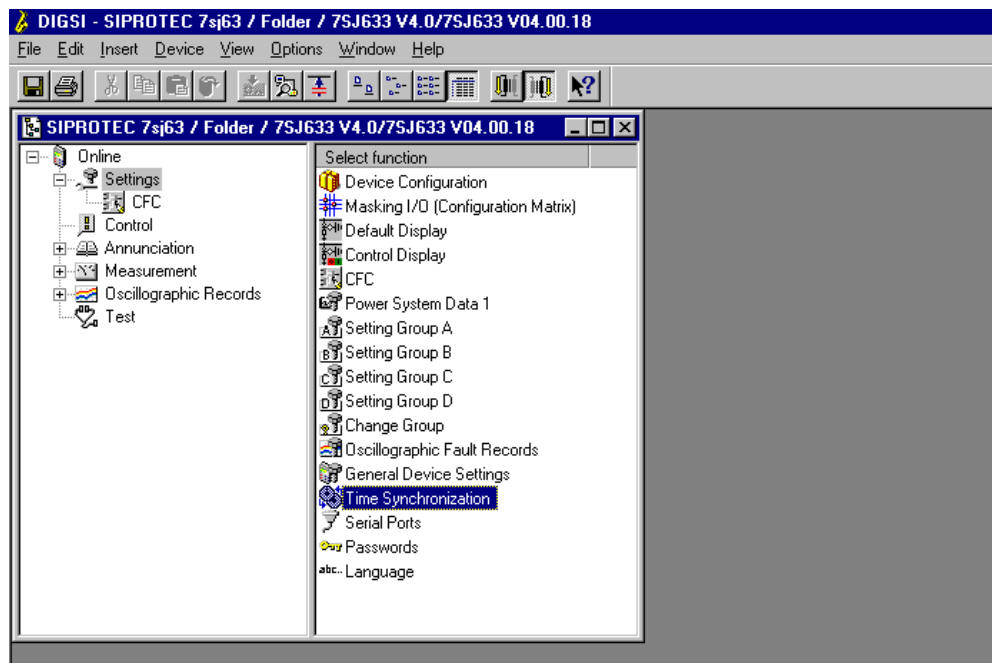 DIGSI - SIPROTEC 7sj63 / Folder / 7SJ633 V4.0/7SJ633 V04.00.18
File Edit Insert Device View Options Window Help
SIPROTEC 7sj63 / Folder / 7SJ633 V4.0/7SJ633 V04.00.18
Online
Settings
CFC
Control
Annunciation
Measurement
Oscillographic Records
Test
Select function
Device Configuration
Masking I/O (Configuration Matrix)
Default Display
Control Display
CFC
Power System Data 1
A Setting Group A
B Setting Group B
C Setting Group C
D Setting Group D
Change Group
Oscillographic Fault Records
General Device Settings
Time Synchronization
Serial Ports
Passwords
abc.. Language